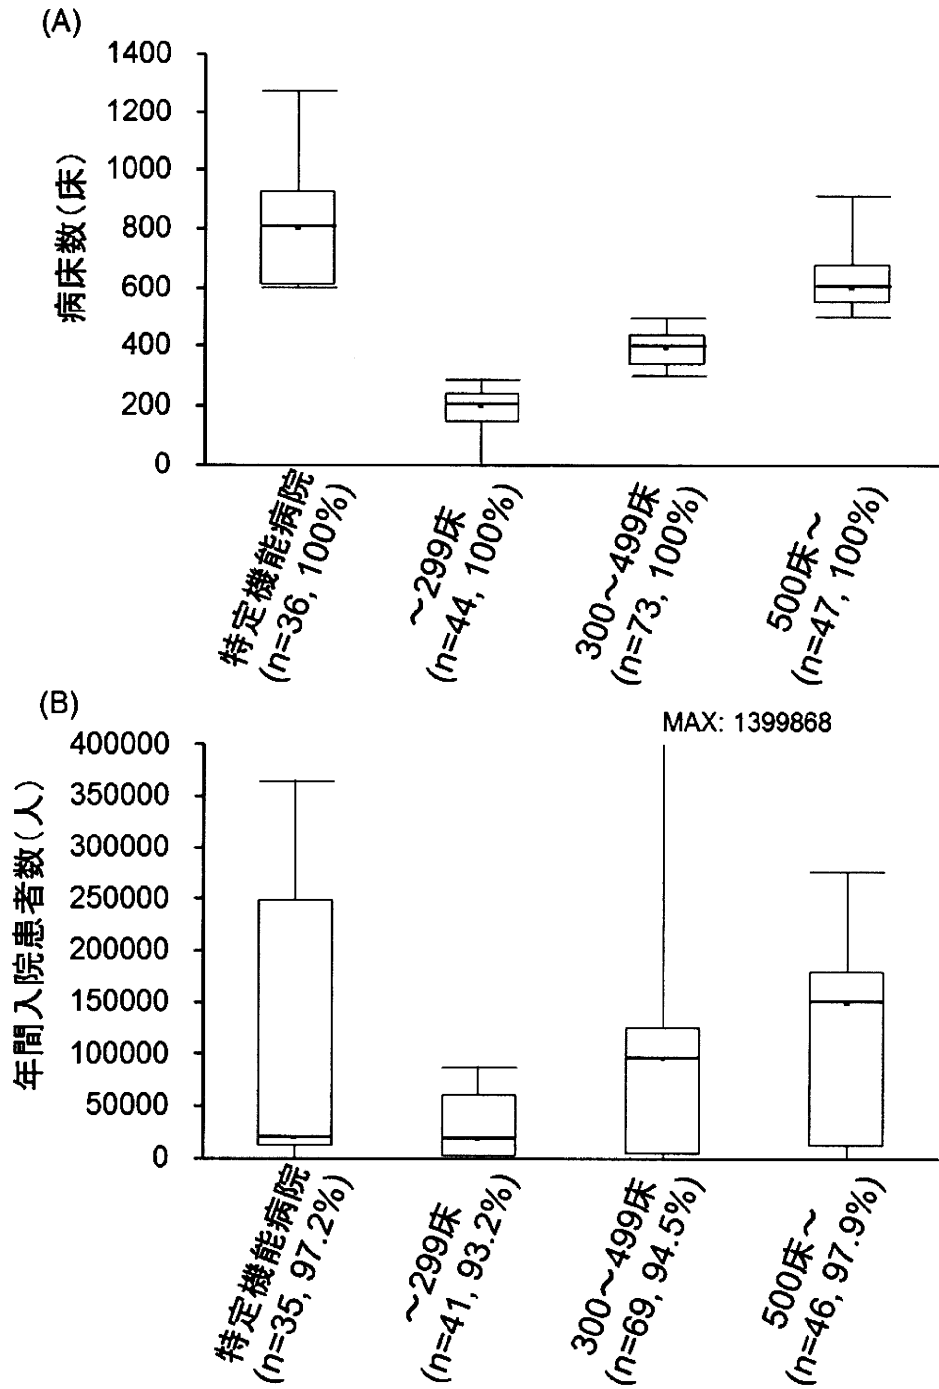 (A)
病床数(床)
1400
1200
1000
800
600
400
200
0
特定機能病院
(n=36, 100%)
～299床
(n=44, 100%)
300～499床
(n=73, 100%)
500床～
(n=47, 100%)
(B)
MAX: 1399868
年間入院患者数(人)
400000
350000
300000
250000
200000
150000
100000
50000
0
特定機能病院
(n=35, 97.2%)
～299床
(n=41, 93.2%)
300～499床
(n=69, 94.5%)
500床～
(n=46, 97.9%)